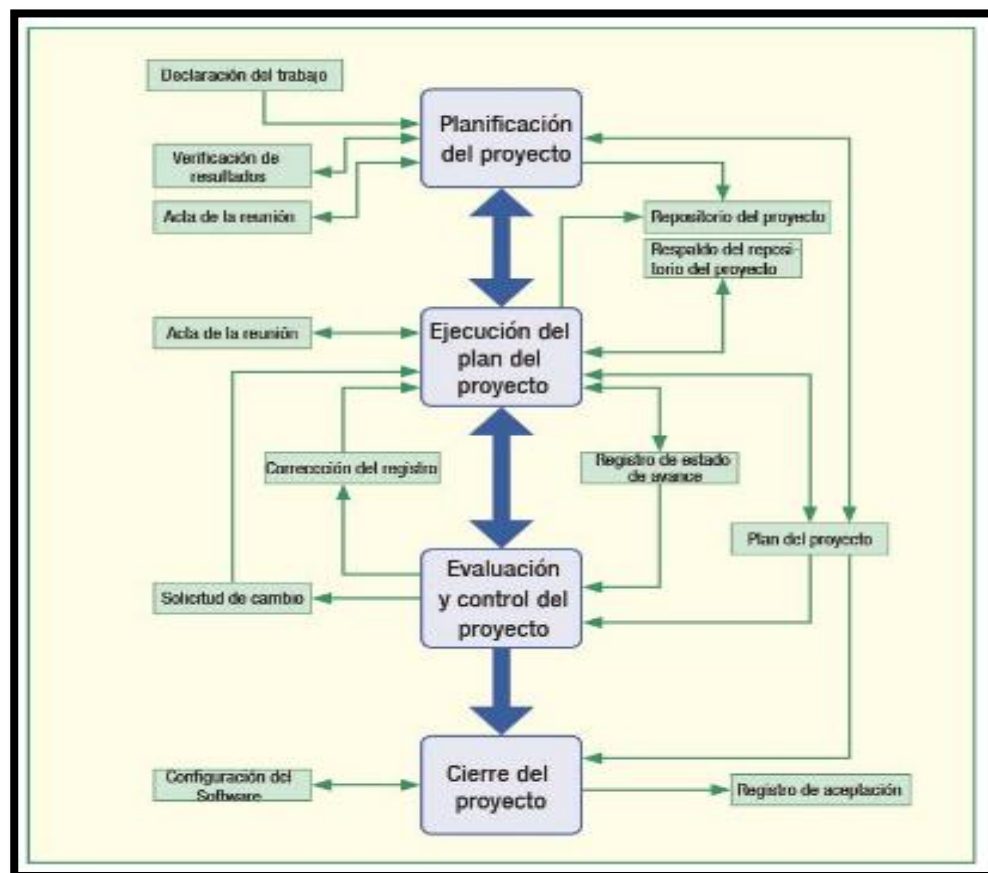 Declaración del trabajo
Planificación
del proyecto
Verificación de
resultados
Acta de la reunión
Repositorio del proyecto
Respaldo del reposi-
torio del proyecto
Acta de la reunión
Ejecución del
plan del
proyecto
Correccción del registro
Registro de estado
de avance
Plan del proyecto
Evaluación
y control del
proyecto
Solicitud de cambio
Cierre del
proyecto
Configuración del
Software
Registro de aceptación